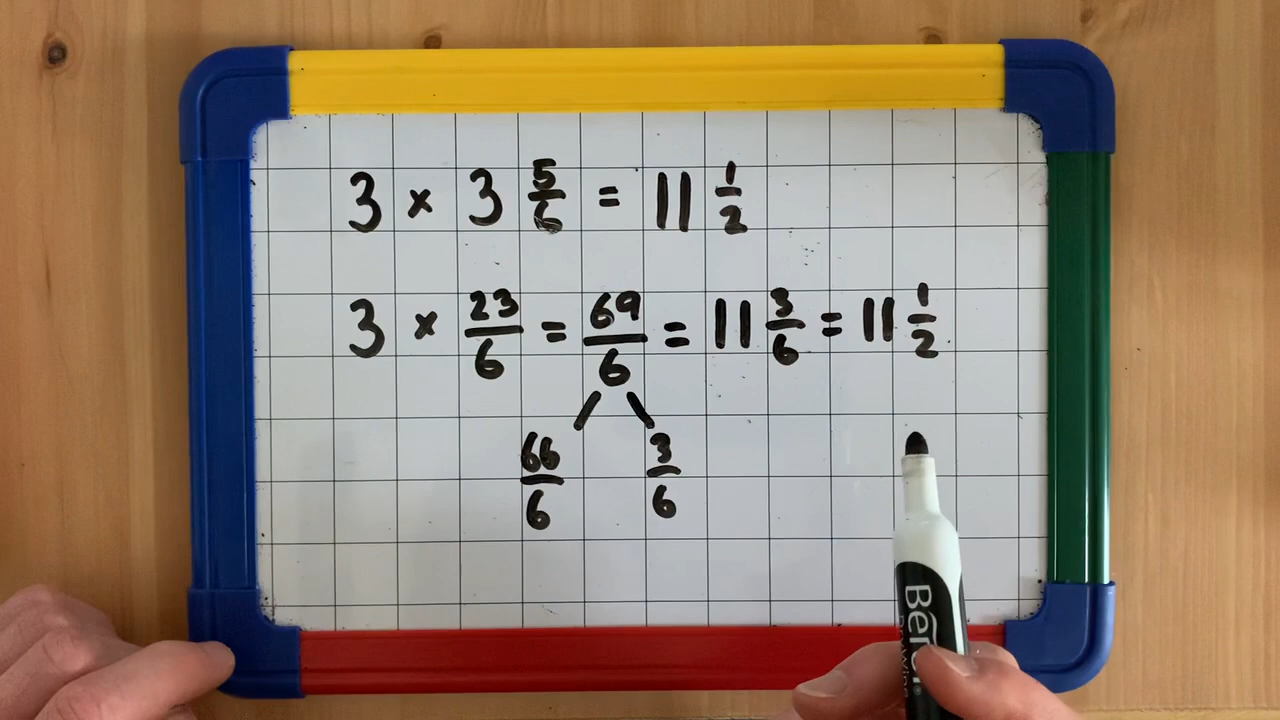 3 × 3 5/6 = 11 1/2
3 × 23/6 = 69/6 = 11 3/6 = 11 1/2
66/6 3/6
Berol